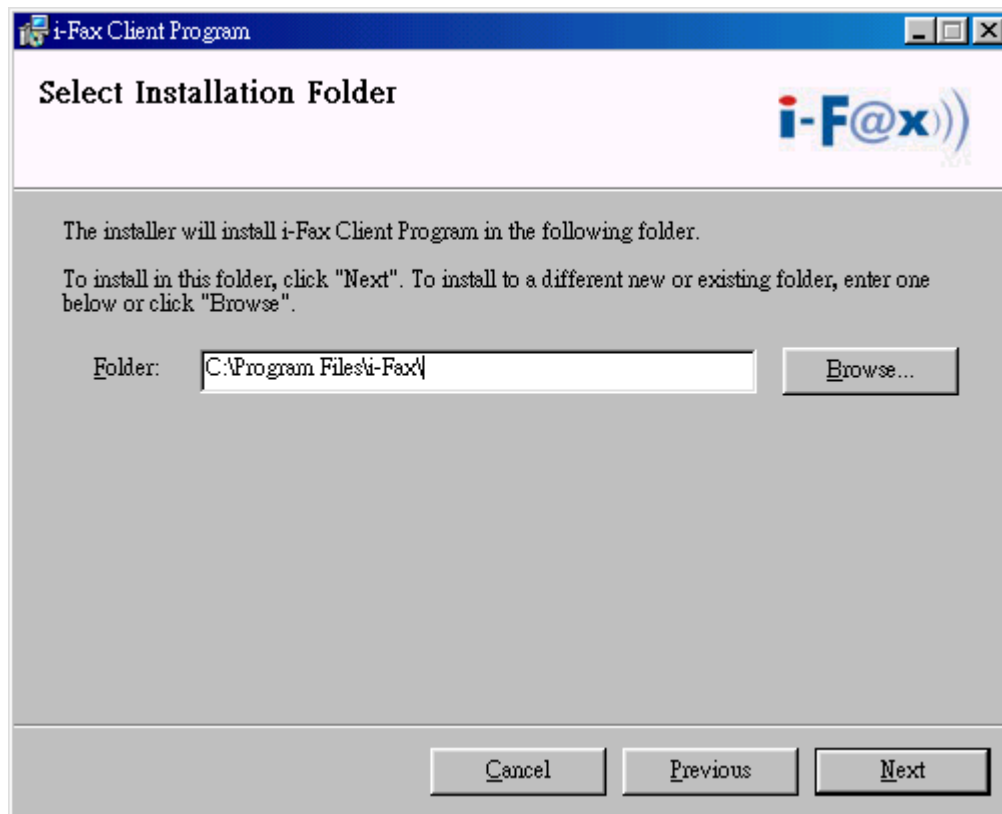 i-Fax Client Program
Select Installation Folder
i-F@x
The installer will install i-Fax Client Program in the following folder.
To install in this folder, click "Next". To install to a different new or existing folder, enter one
below or click "Browse".
Folder: C:\Program Files\i-Fax\ Browse...
Cancel Previous Next